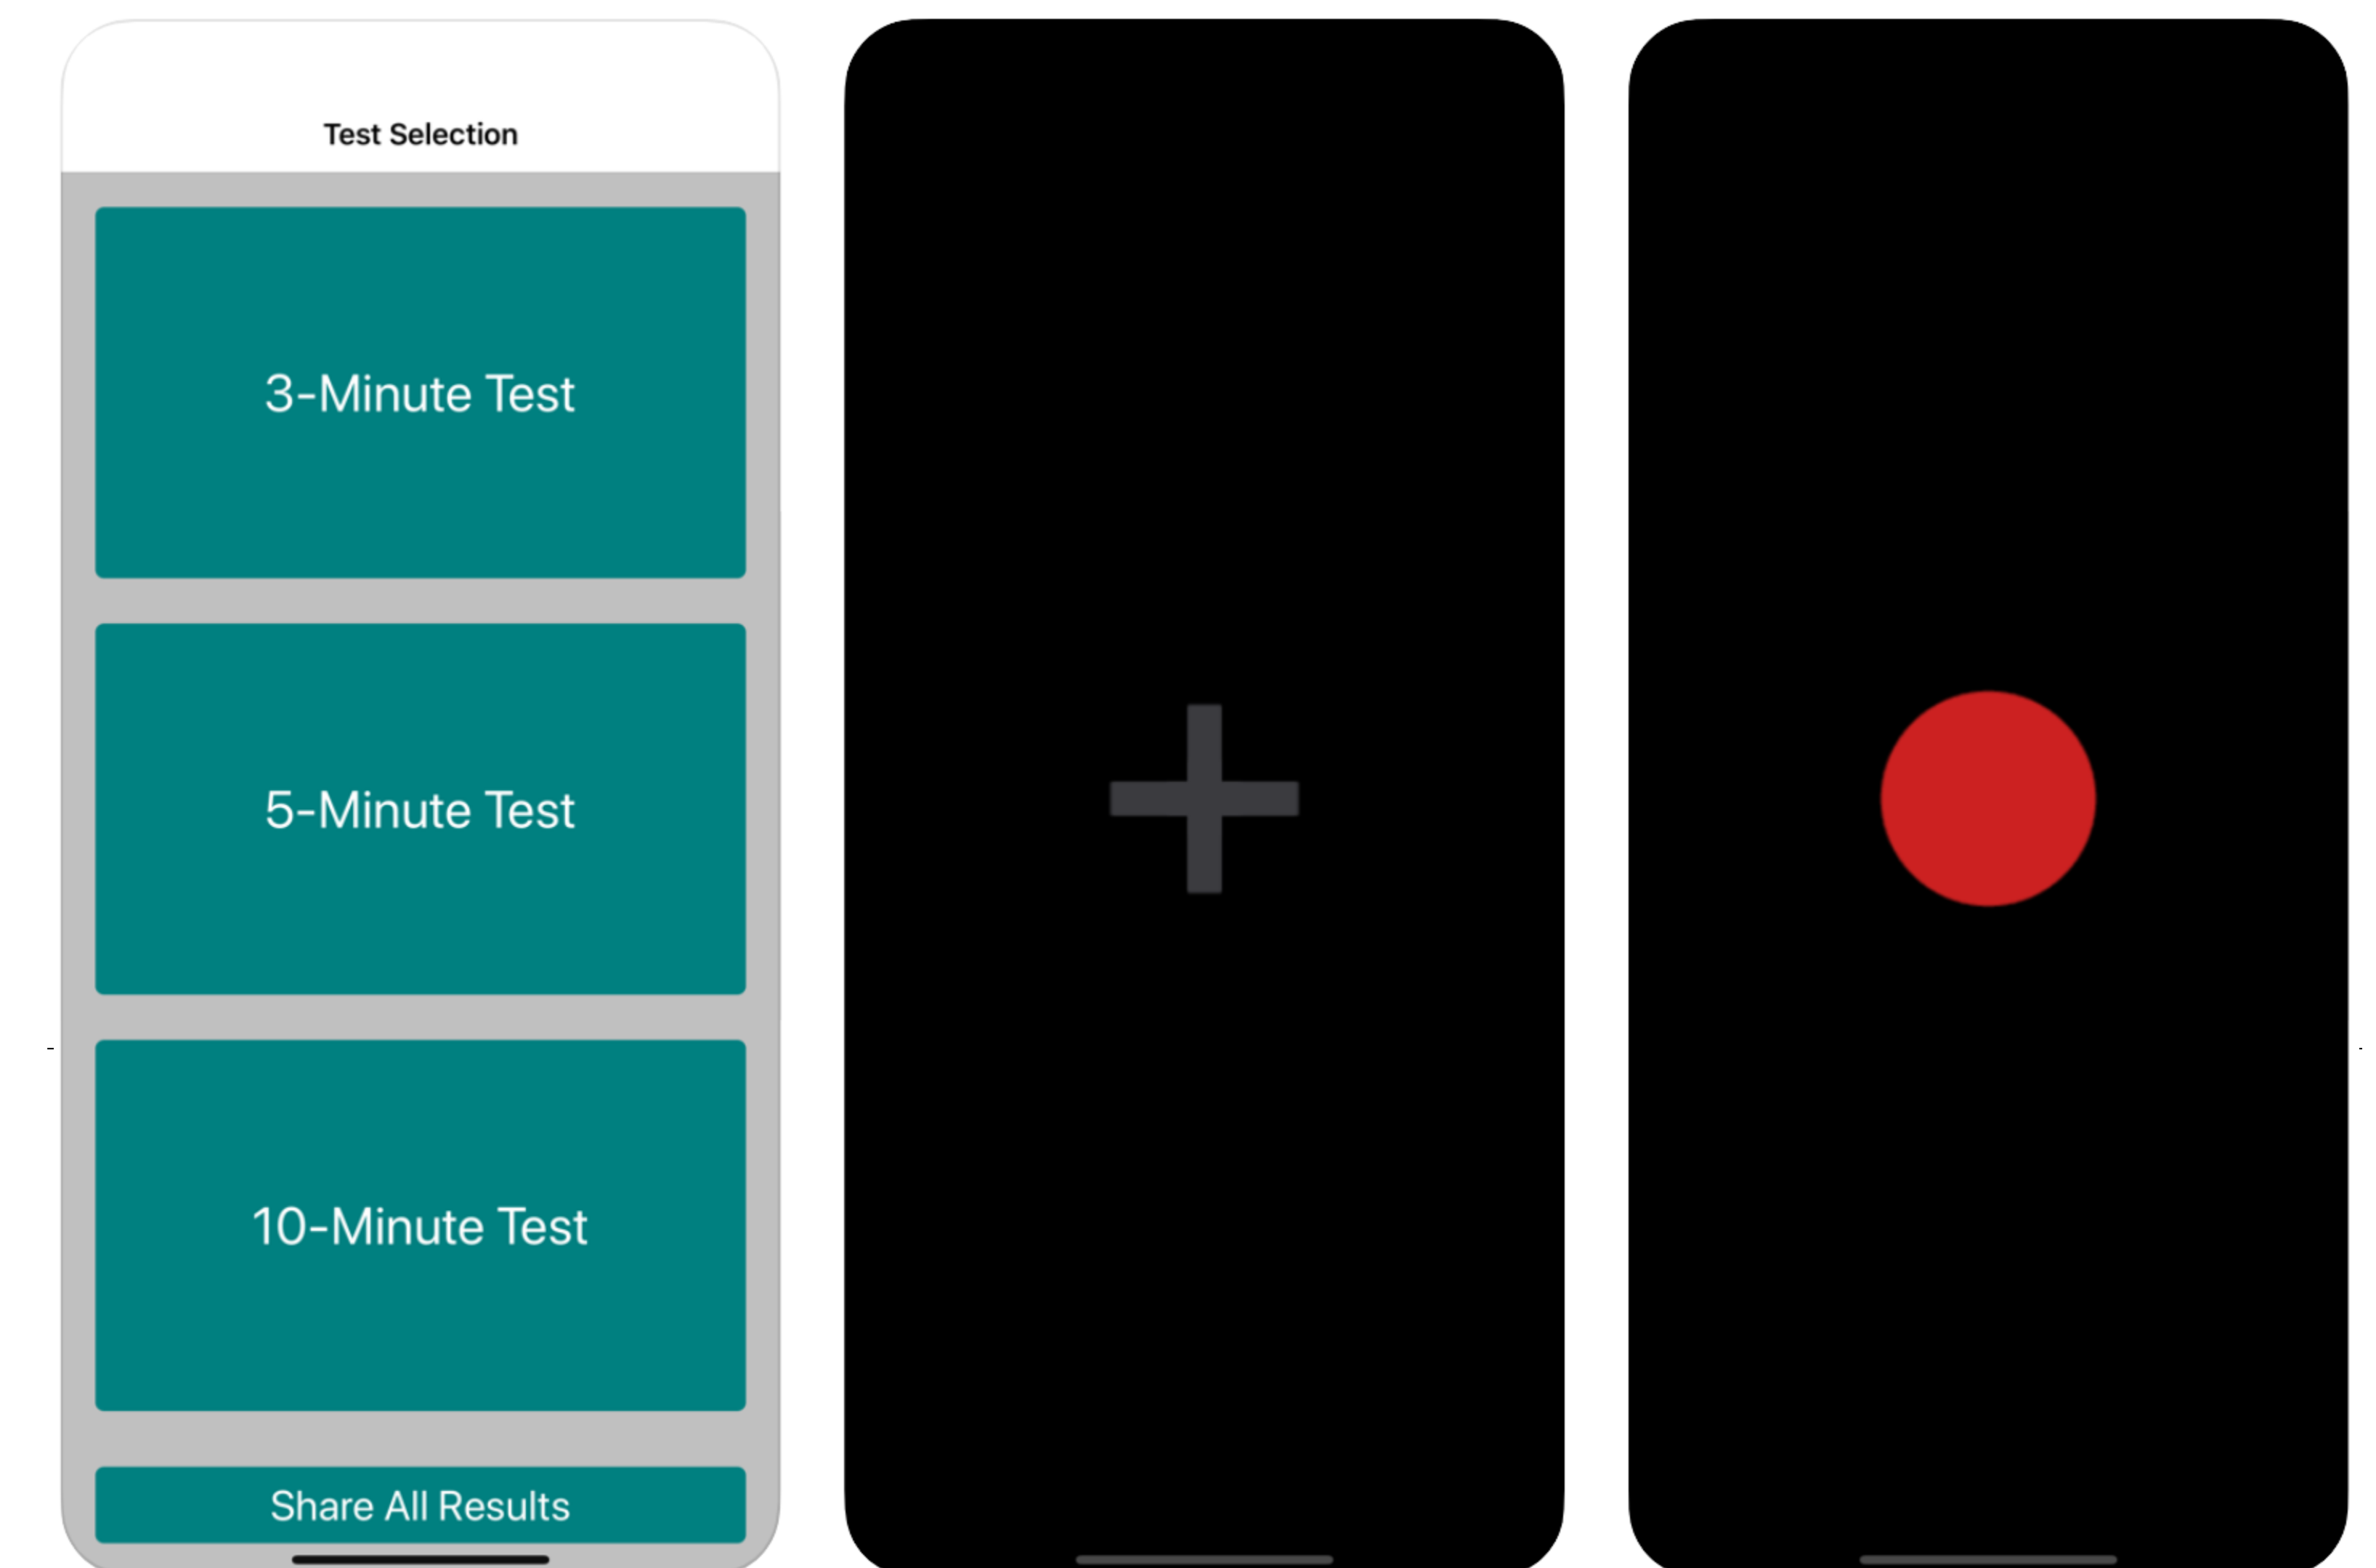 Test Selection
3-Minute Test
5-Minute Test
10-Minute Test
Share All Results